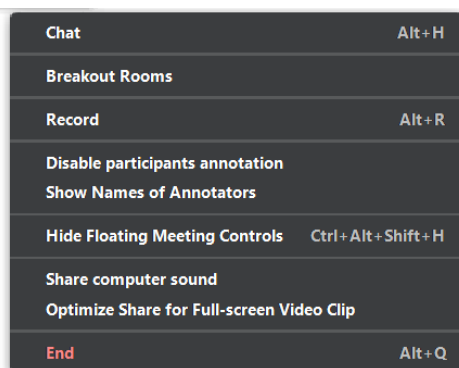 Chat Alt+H
Breakout Rooms
Record Alt+R
Disable participants annotation
Show Names of Annotators
Hide Floating Meeting Controls Ctrl+Alt+Shift+H
Share computer sound
Optimize Share for Full-screen Video Clip
End Alt+Q